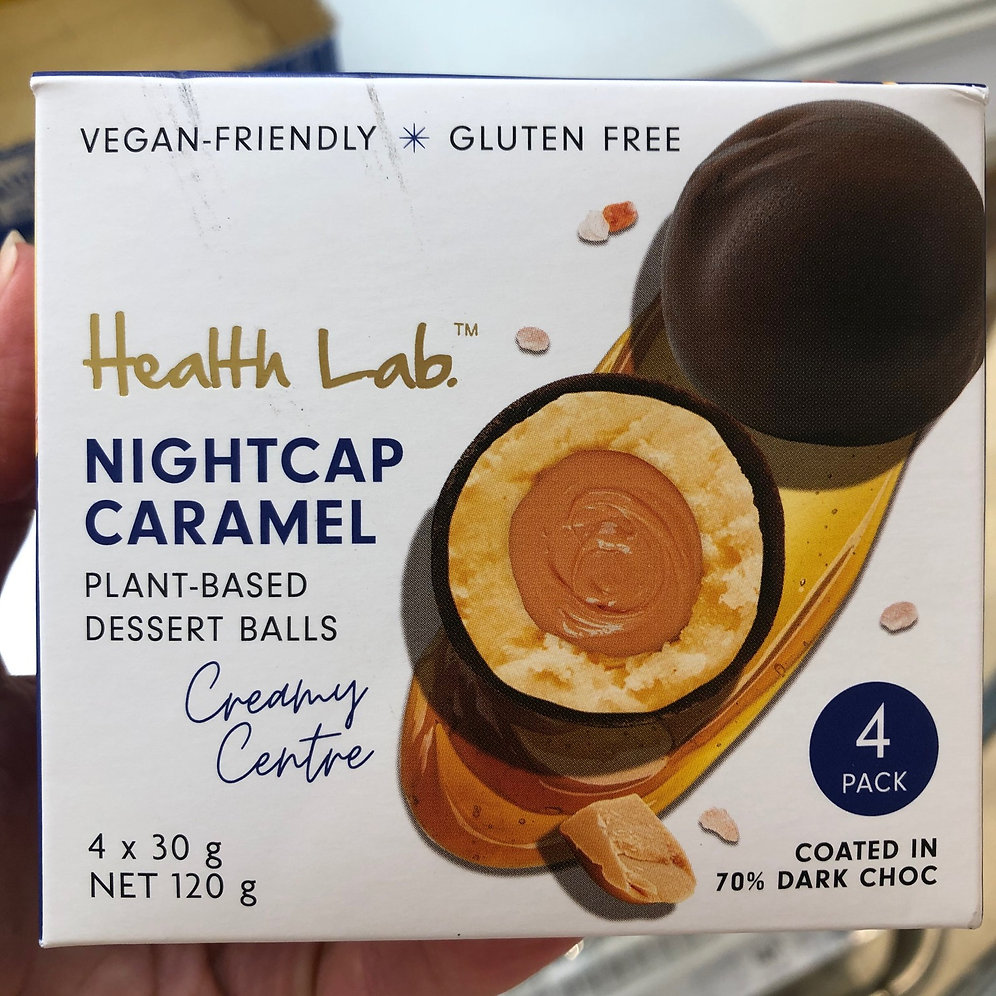 VEGAN-FRIENDLY * GLUTEN FREE
Health Lab.™
NIGHTCAP
CARAMEL
PLANT-BASED
DESSERT BALLS
Creamy
Centre
4 x 30 g
NET 120 g
4
PACK
COATED IN
70% DARK CHOC